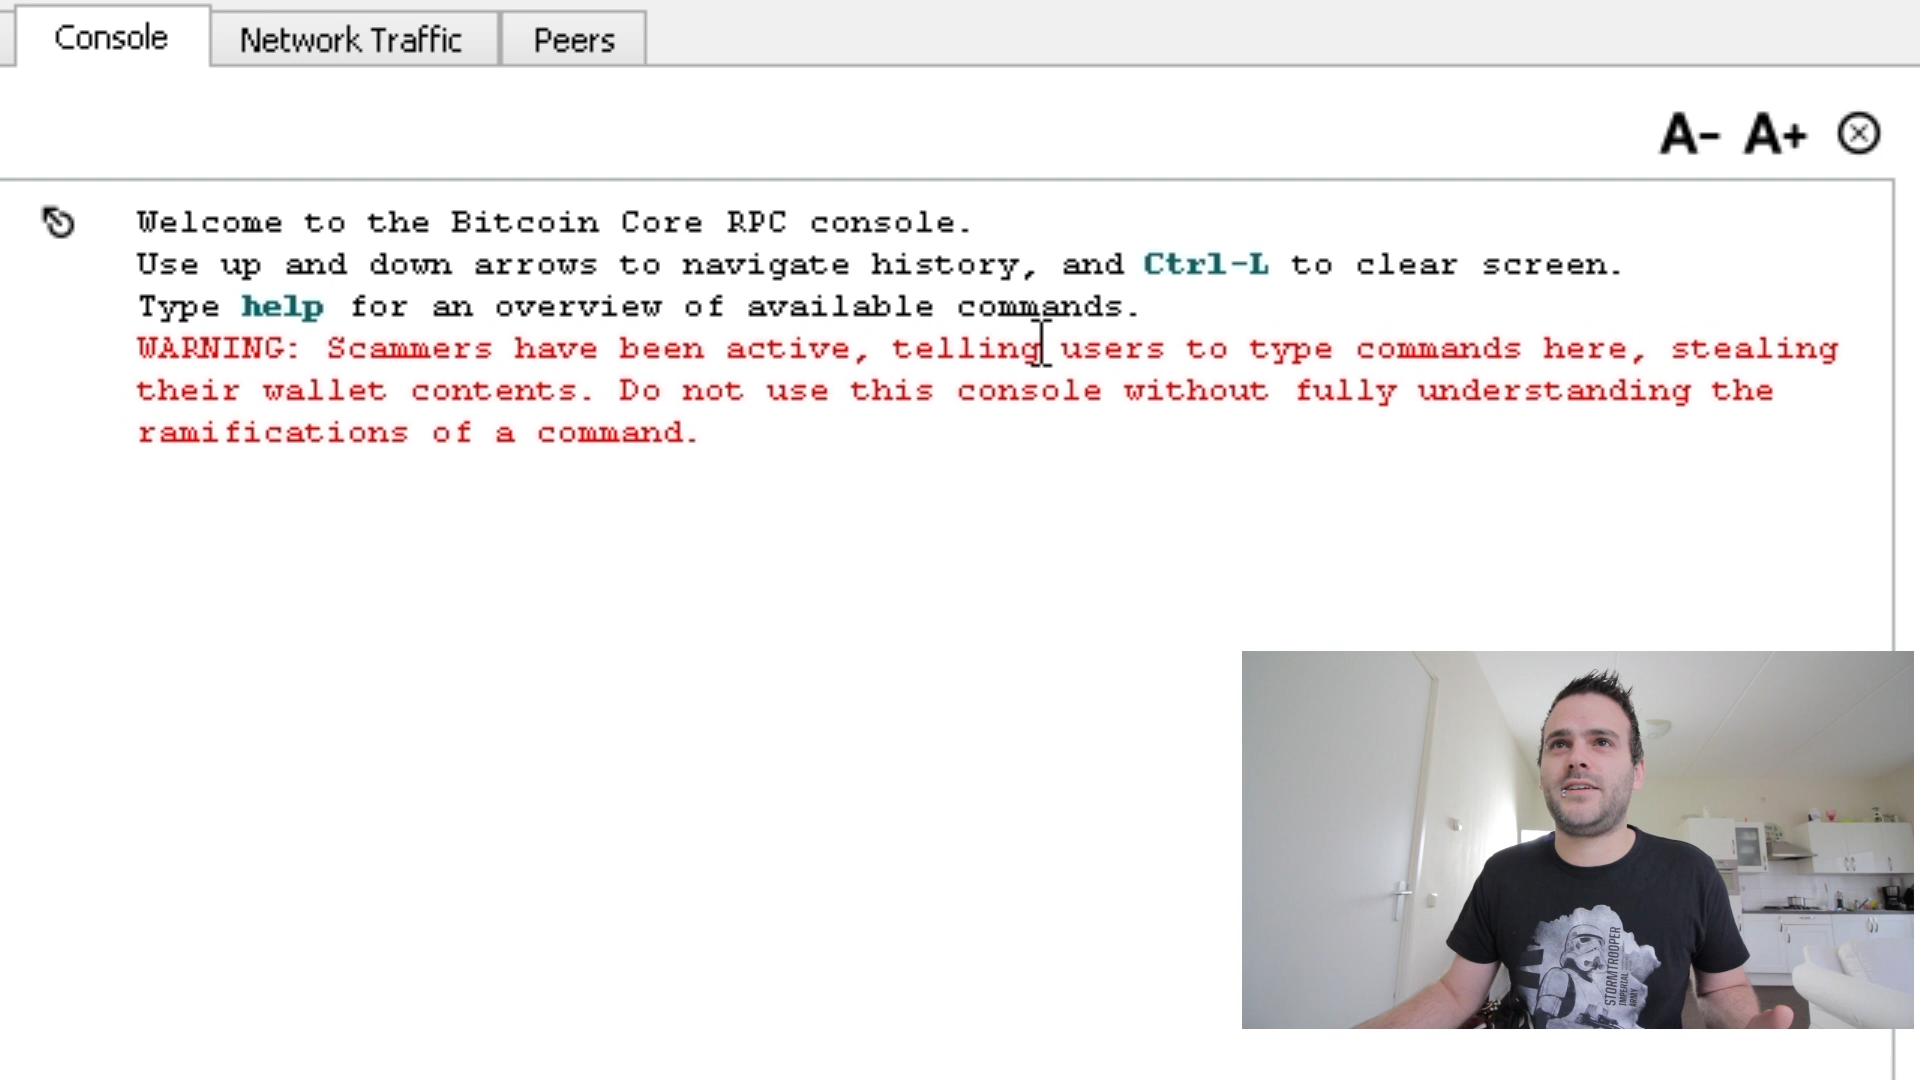 Console
Network Traffic
Peers
A- A+
Welcome to the Bitcoin Core RPC console.
Use up and down arrows to navigate history, and Ctrl-L to clear screen.
Type help for an overview of available commands.
WARNING: Scammers have been active, telling users to type commands here, stealing
their wallet contents. Do not use this console without fully understanding the
ramifications of a command.
STORMTROOPER
IMPERIAL
ARMY